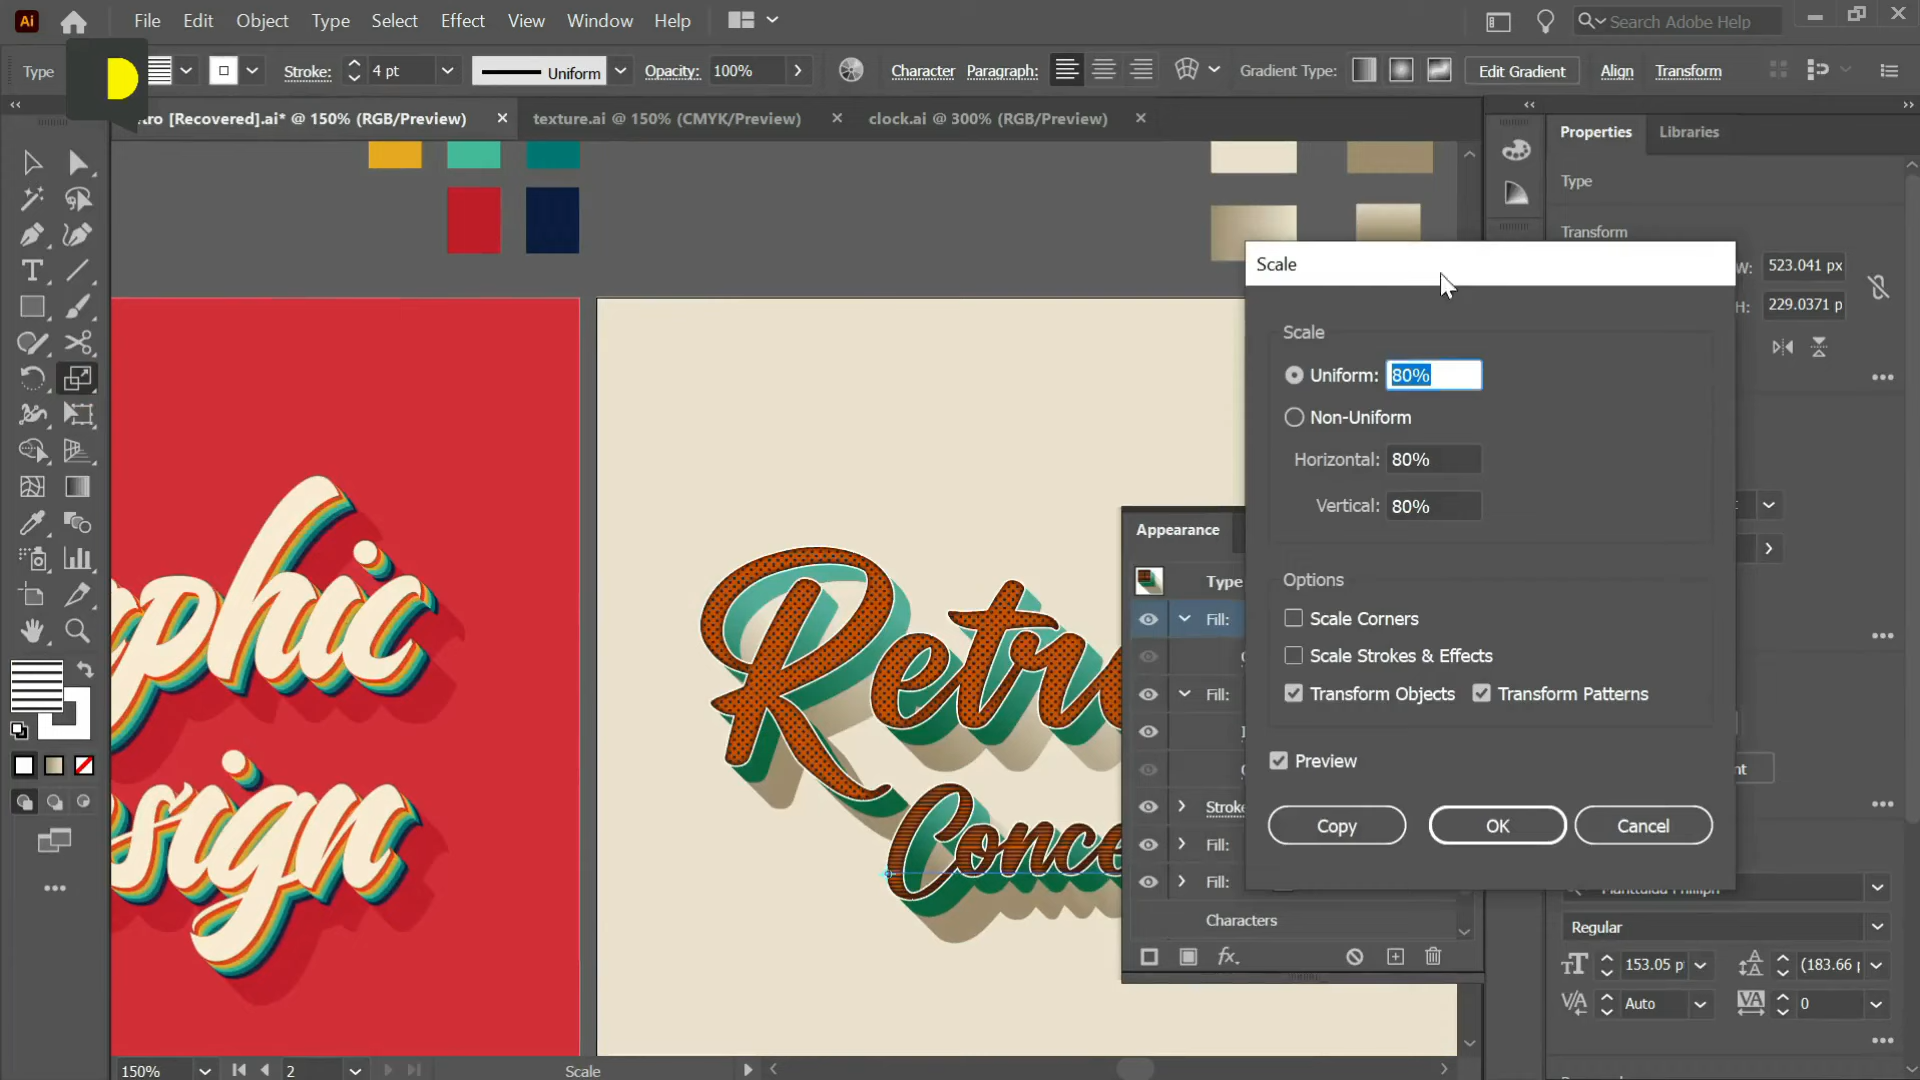 Ai File Edit Object Type Select Effect View Window Help Search Adobe Help
Type Stroke: 4 pt Uniform Opacity: 100% Character Paragraph: Gradient Type: Edit Gradient Align Transform
D
tro [Recovered].ai* @ 150% (RGB/Preview) texture.ai @ 150% (CMYK/Preview) clock.ai @ 300% (RGB/Preview)
Properties Libraries
Type
Transform
W: 523.041 px
H: 229.0371 p
Scale
Scale
Uniform: 80%
Non-Uniform
Horizontal: 80%
Vertical: 80%
Options
Scale Corners
Scale Strokes & Effects
Transform Objects Transform Patterns
Preview
Copy OK Cancel
Appearance
Type
Fill:
Fill:
Stroke
Fill:
Fill:
Characters
fx
aphic
sign
Retro
Conce
Regular
153.05 p (183.66 p
Auto 0
150% 2 Scale